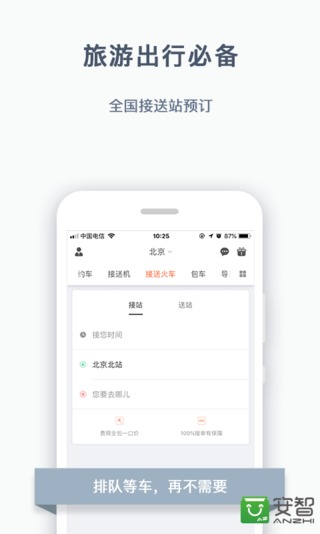 旅游出行必备
全国接送站预订
中国电信 10:25
北京
约车 接送机 接送火车 包车 导
接站 送站
接您时间
北京北站
您要去哪儿
费用全包一口价 100%接单有保障
排队等车，再不需要
安智
ANZHI